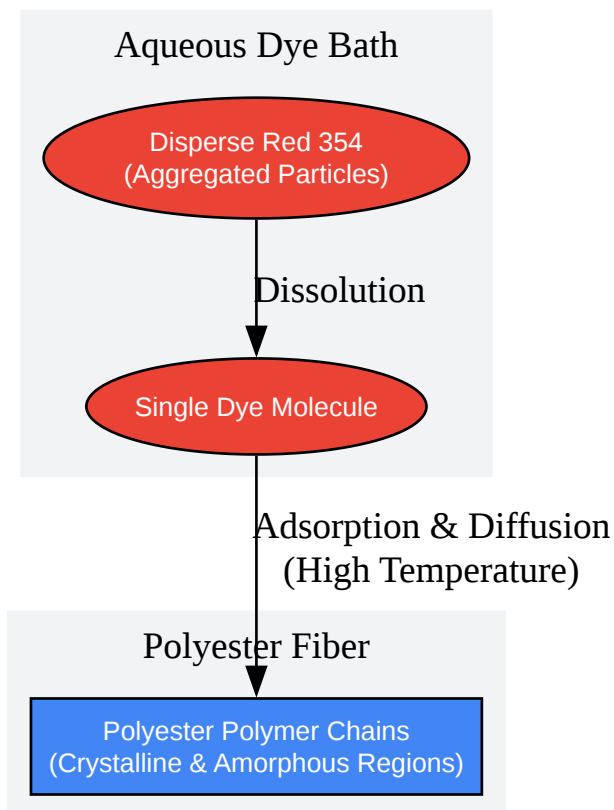 Aqueous Dye Bath
Disperse Red 354
(Aggregated Particles)
Dissolution
Single Dye Molecule
Adsorption & Diffusion
(High Temperature)
Polyester Fiber
Polyester Polymer Chains
(Crystalline & Amorphous Regions)